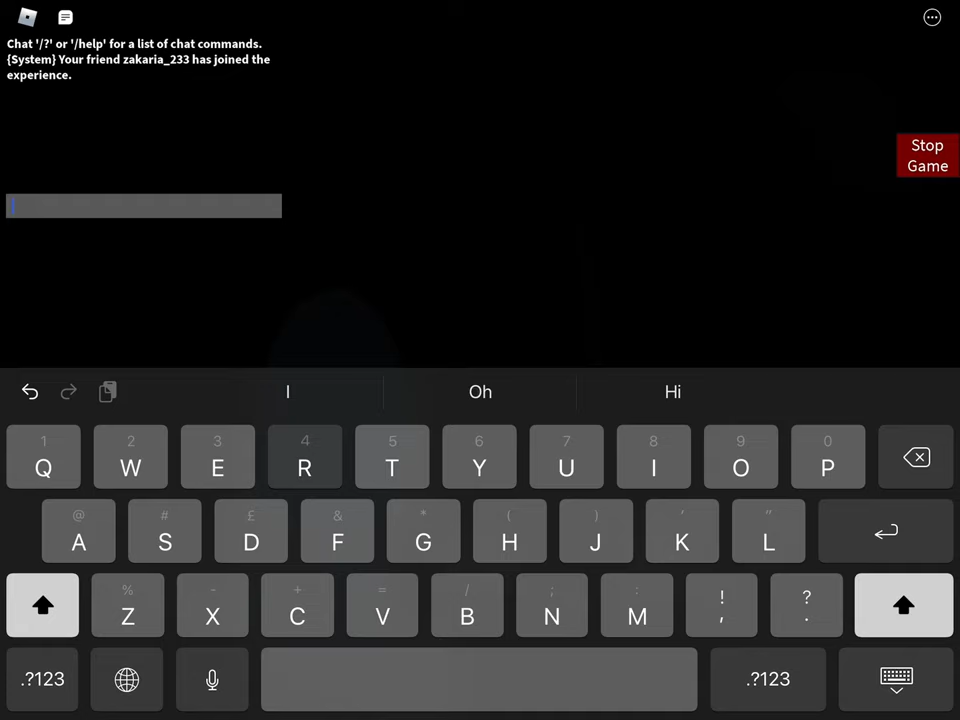 Chat '/?' or '/help' for a list of chat commands.
{System} Your friend zakaria_233 has joined the
experience.
Stop
Game
I Oh Hi
1 2 3 4 5 6 7 8 9 0
Q W E R T Y U I O P
@ # £ & * ( ) ' "
A S D F G H J K L
% - + = / ; : ! ?
Z X C V B N M , .
.?123 .?123